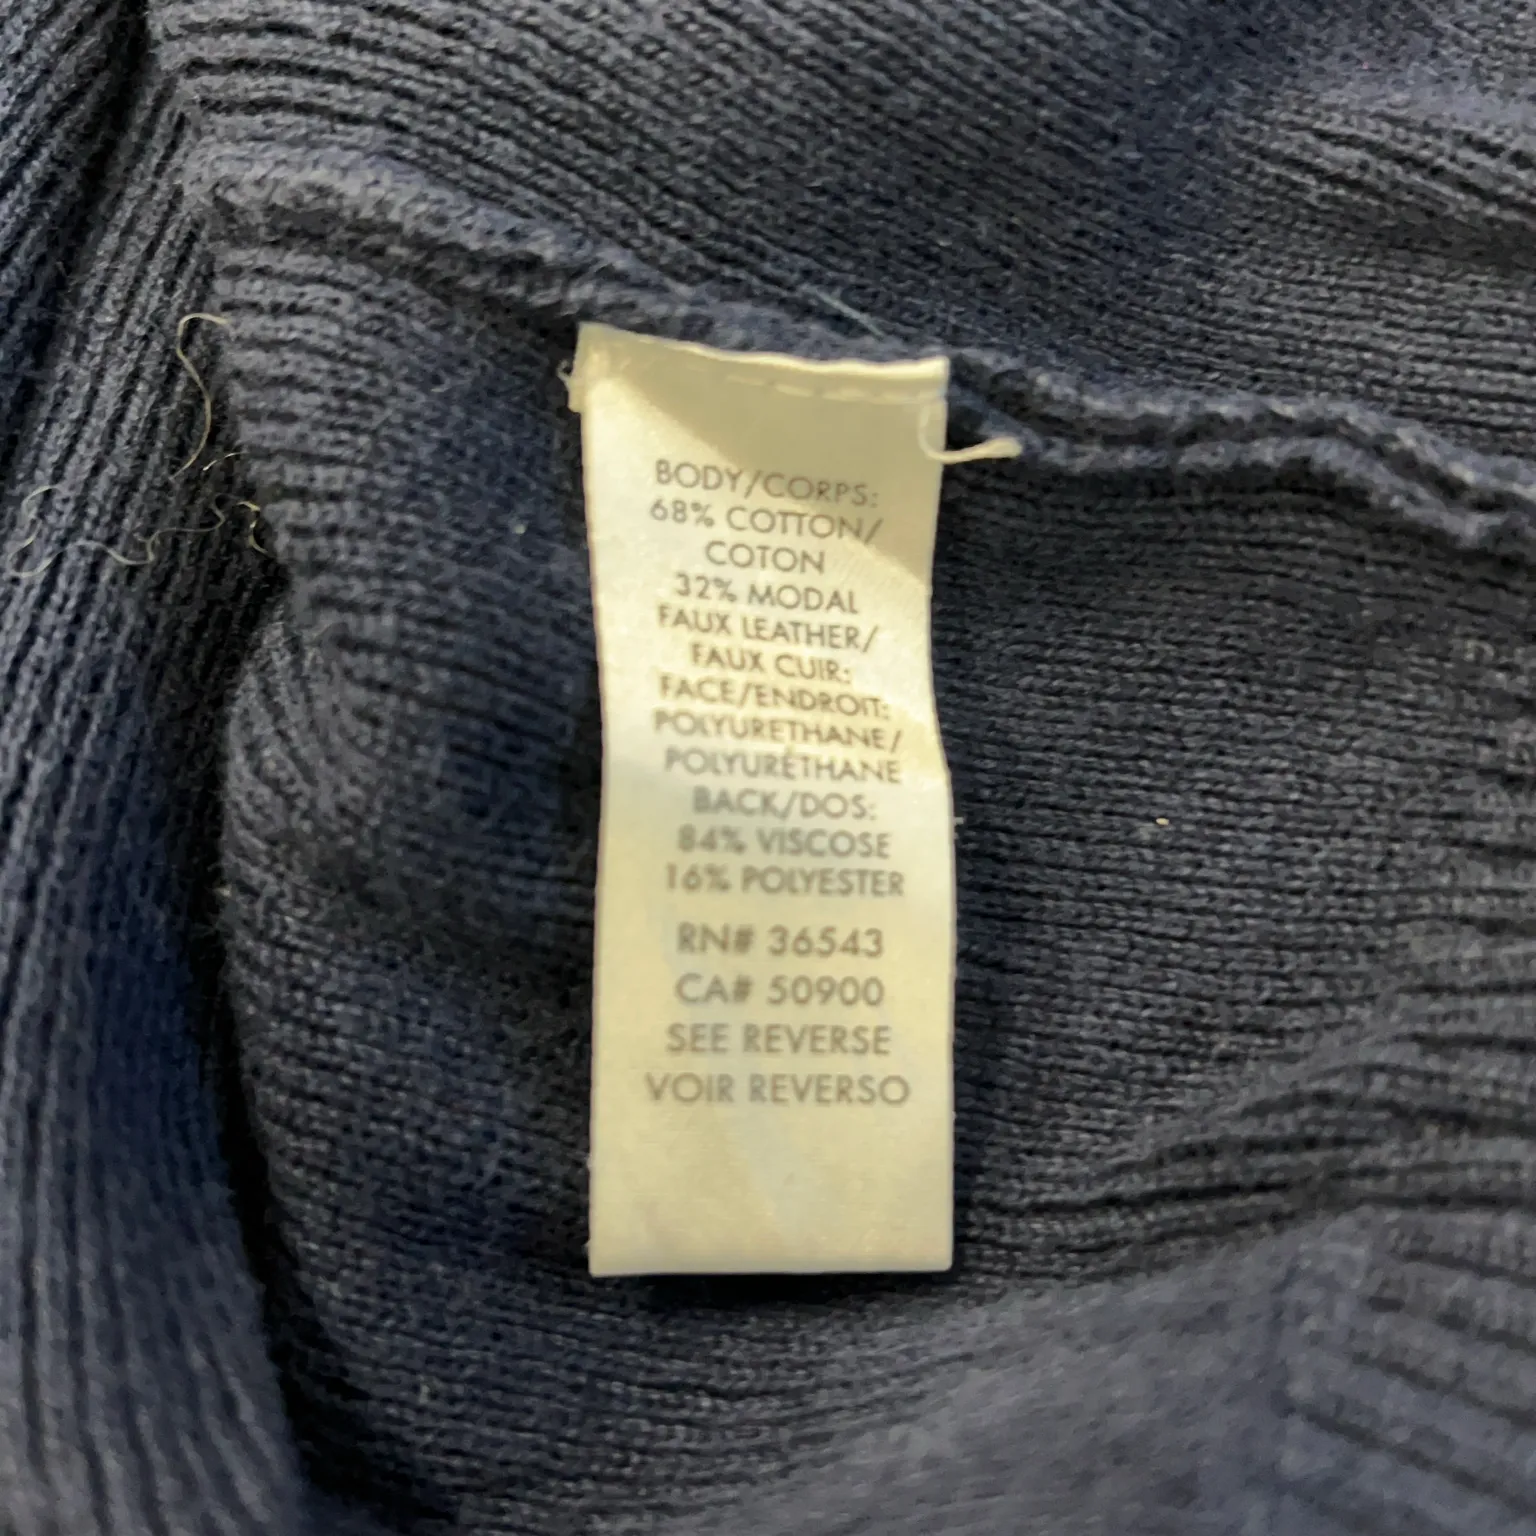 BODY/CORPS:
68% COTTON/
COTON
32% MODAL
FAUX LEATHER/
FAUX CUIR:
FACE/ENDROIT:
POLYURETHANE/
POLYURÉTHANE
BACK/DOS:
84% VISCOSE
16% POLYESTER
RN# 36543
CA# 50900
SEE REVERSE
VOIR REVERSO